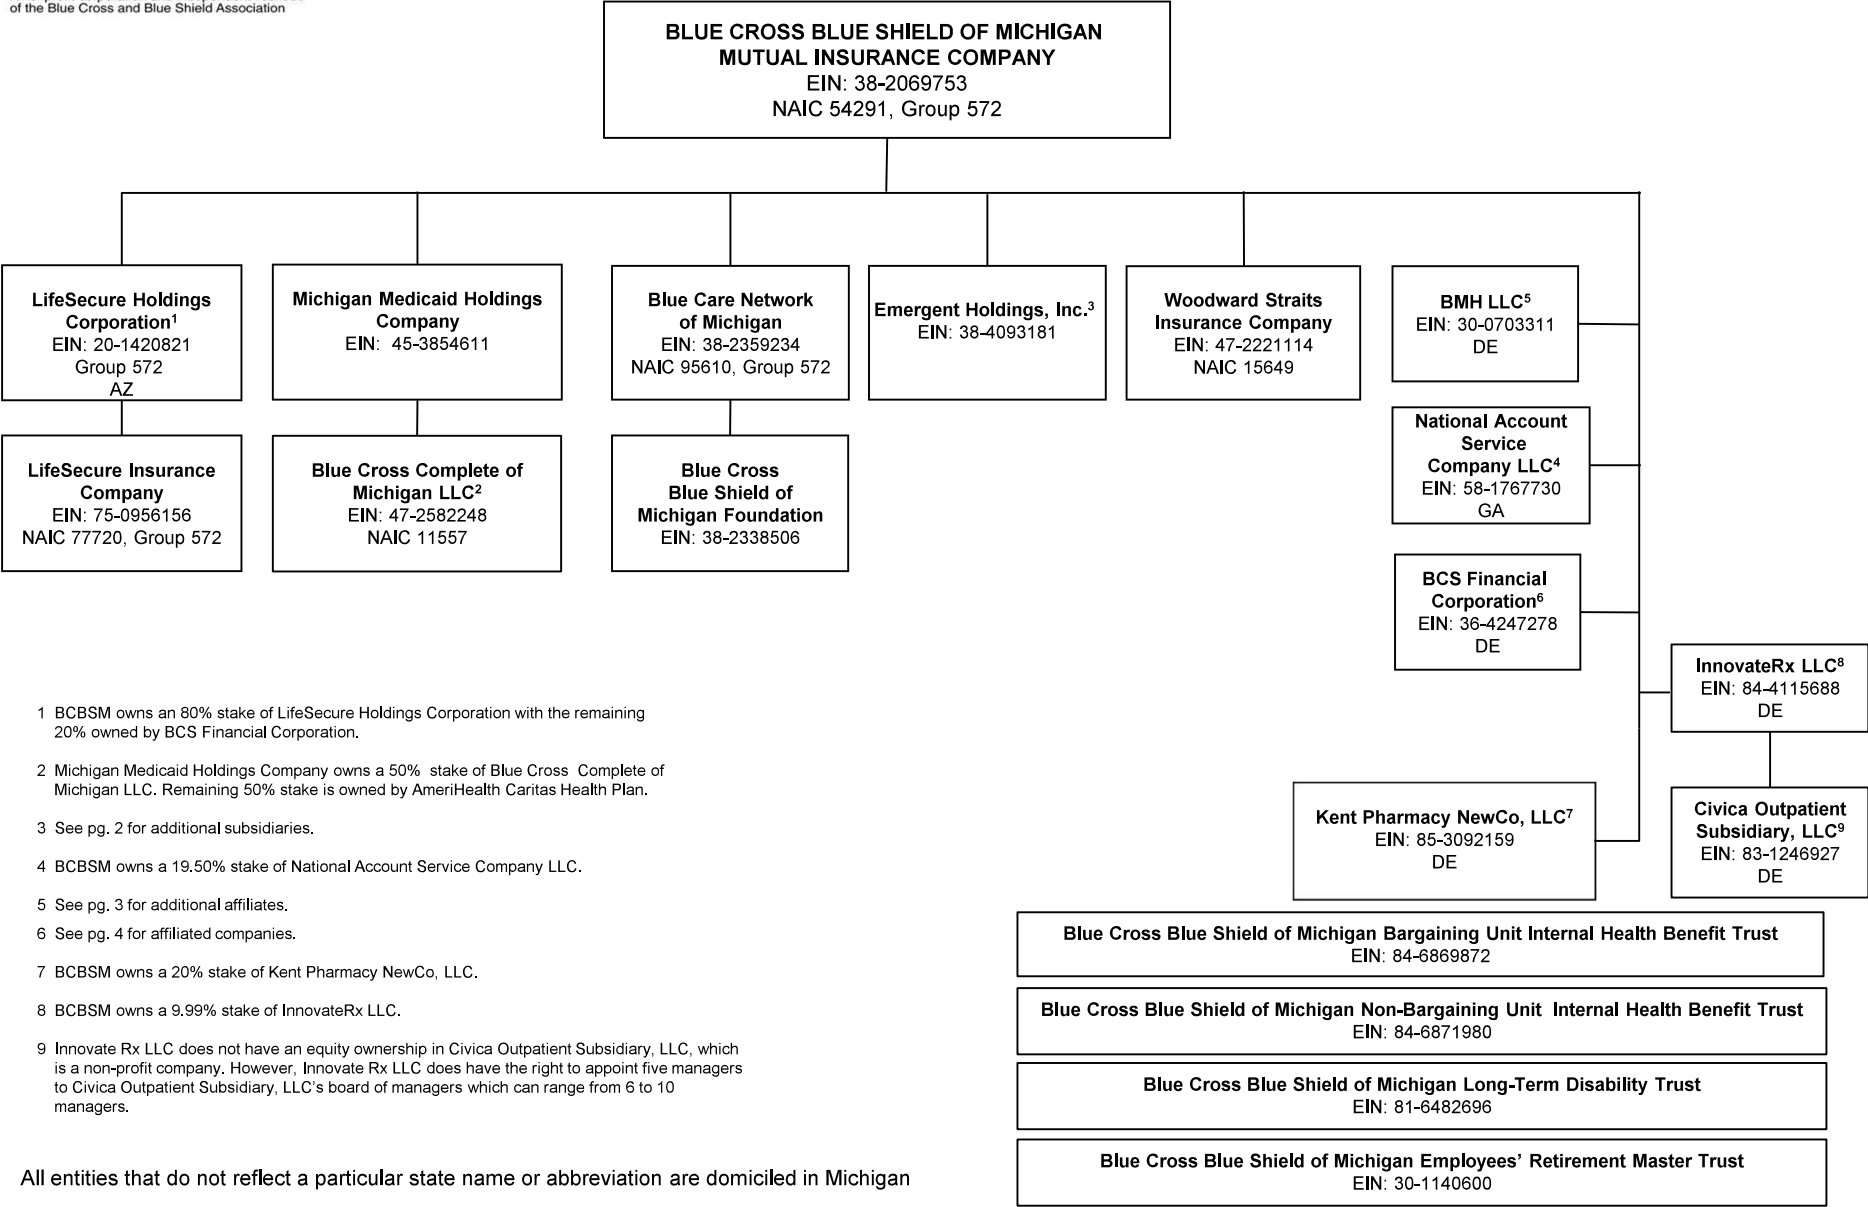 of the Blue Cross and Blue Shield Association
BLUE CROSS BLUE SHIELD OF MICHIGAN
MUTUAL INSURANCE COMPANY
EIN: 38-2069753
NAIC 54291, Group 572
LifeSecure Holdings
Corporation1
EIN: 20-1420821
Group 572
AZ
Michigan Medicaid Holdings
Company
EIN: 45-3854611
Blue Care Network
of Michigan
EIN: 38-2359234
NAIC 95610, Group 572
Emergent Holdings, Inc.3
EIN: 38-4093181
Woodward Straits
Insurance Company
EIN: 47-2221114
NAIC 15649
BMH LLC5
EIN: 30-0703311
DE
LifeSecure Insurance
Company
EIN: 75-0956156
NAIC 77720, Group 572
Blue Cross Complete of
Michigan LLC2
EIN: 47-2582248
NAIC 11557
Blue Cross
Blue Shield of
Michigan Foundation
EIN: 38-2338506
National Account
Service
Company LLC4
EIN: 58-1767730
GA
BCS Financial
Corporation6
EIN: 36-4247278
DE
InnovateRx LLC8
EIN: 84-4115688
DE
Kent Pharmacy NewCo, LLC7
EIN: 85-3092159
DE
Civica Outpatient
Subsidiary, LLC9
EIN: 83-1246927
DE
1 BCBSM owns an 80% stake of LifeSecure Holdings Corporation with the remaining
20% owned by BCS Financial Corporation.
2 Michigan Medicaid Holdings Company owns a 50% stake of Blue Cross Complete of
Michigan LLC. Remaining 50% stake is owned by AmeriHealth Caritas Health Plan.
3 See pg. 2 for additional subsidiaries.
4 BCBSM owns a 19.50% stake of National Account Service Company LLC.
5 See pg. 3 for additional affiliates.
6 See pg. 4 for affiliated companies.
7 BCBSM owns a 20% stake of Kent Pharmacy NewCo, LLC.
8 BCBSM owns a 9.99% stake of InnovateRx LLC.
9 Innovate Rx LLC does not have an equity ownership in Civica Outpatient Subsidiary, LLC, which
is a non-profit company. However, Innovate Rx LLC does have the right to appoint five managers
to Civica Outpatient Subsidiary, LLC's board of managers which can range from 6 to 10
managers.
Blue Cross Blue Shield of Michigan Bargaining Unit Internal Health Benefit Trust
EIN: 84-6869872
Blue Cross Blue Shield of Michigan Non-Bargaining Unit Internal Health Benefit Trust
EIN: 84-6871980
Blue Cross Blue Shield of Michigan Long-Term Disability Trust
EIN: 81-6482696
Blue Cross Blue Shield of Michigan Employees' Retirement Master Trust
EIN: 30-1140600
All entities that do not reflect a particular state name or abbreviation are domiciled in Michigan